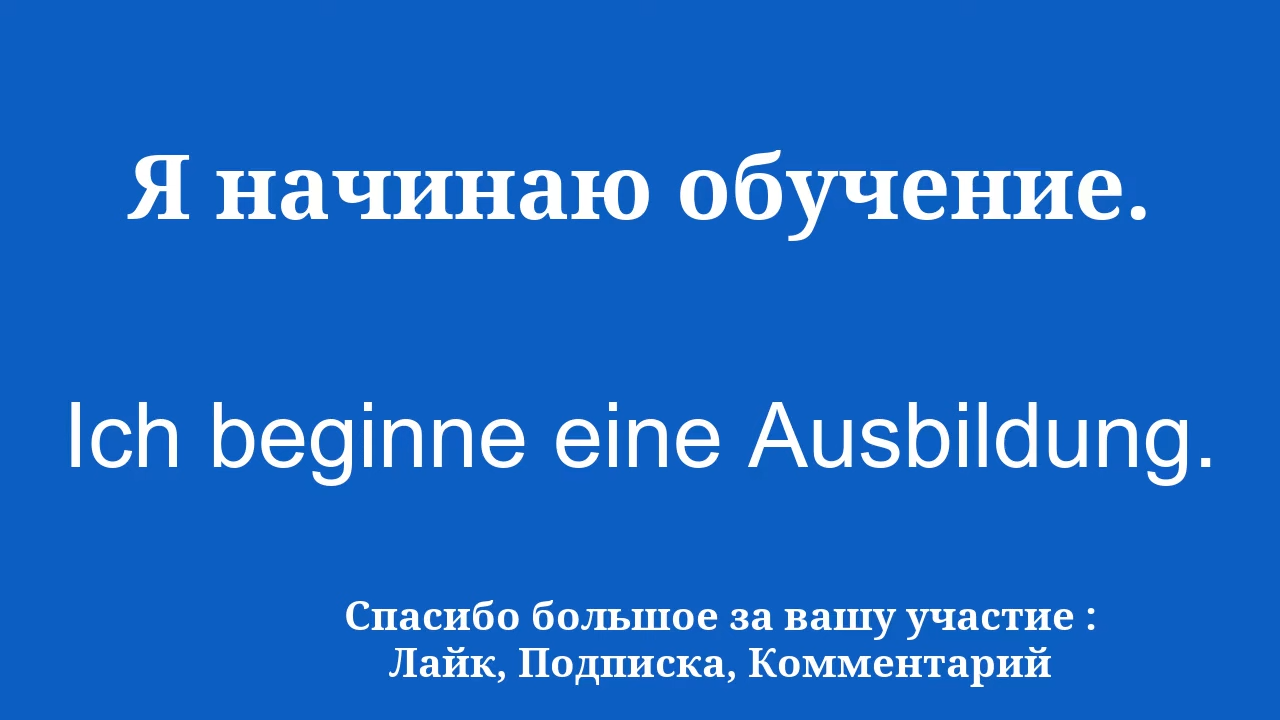 Я начинаю обучение.
Ich beginne eine Ausbildung.
Спасибо большое за вашу участие :
Лайк, Подписка, Комментарий